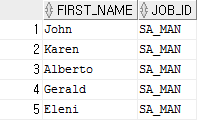 FIRST_NAME JOB_ID
1 John SA_MAN
2 Karen SA_MAN
3 Alberto SA_MAN
4 Gerald SA_MAN
5 Eleni SA_MAN